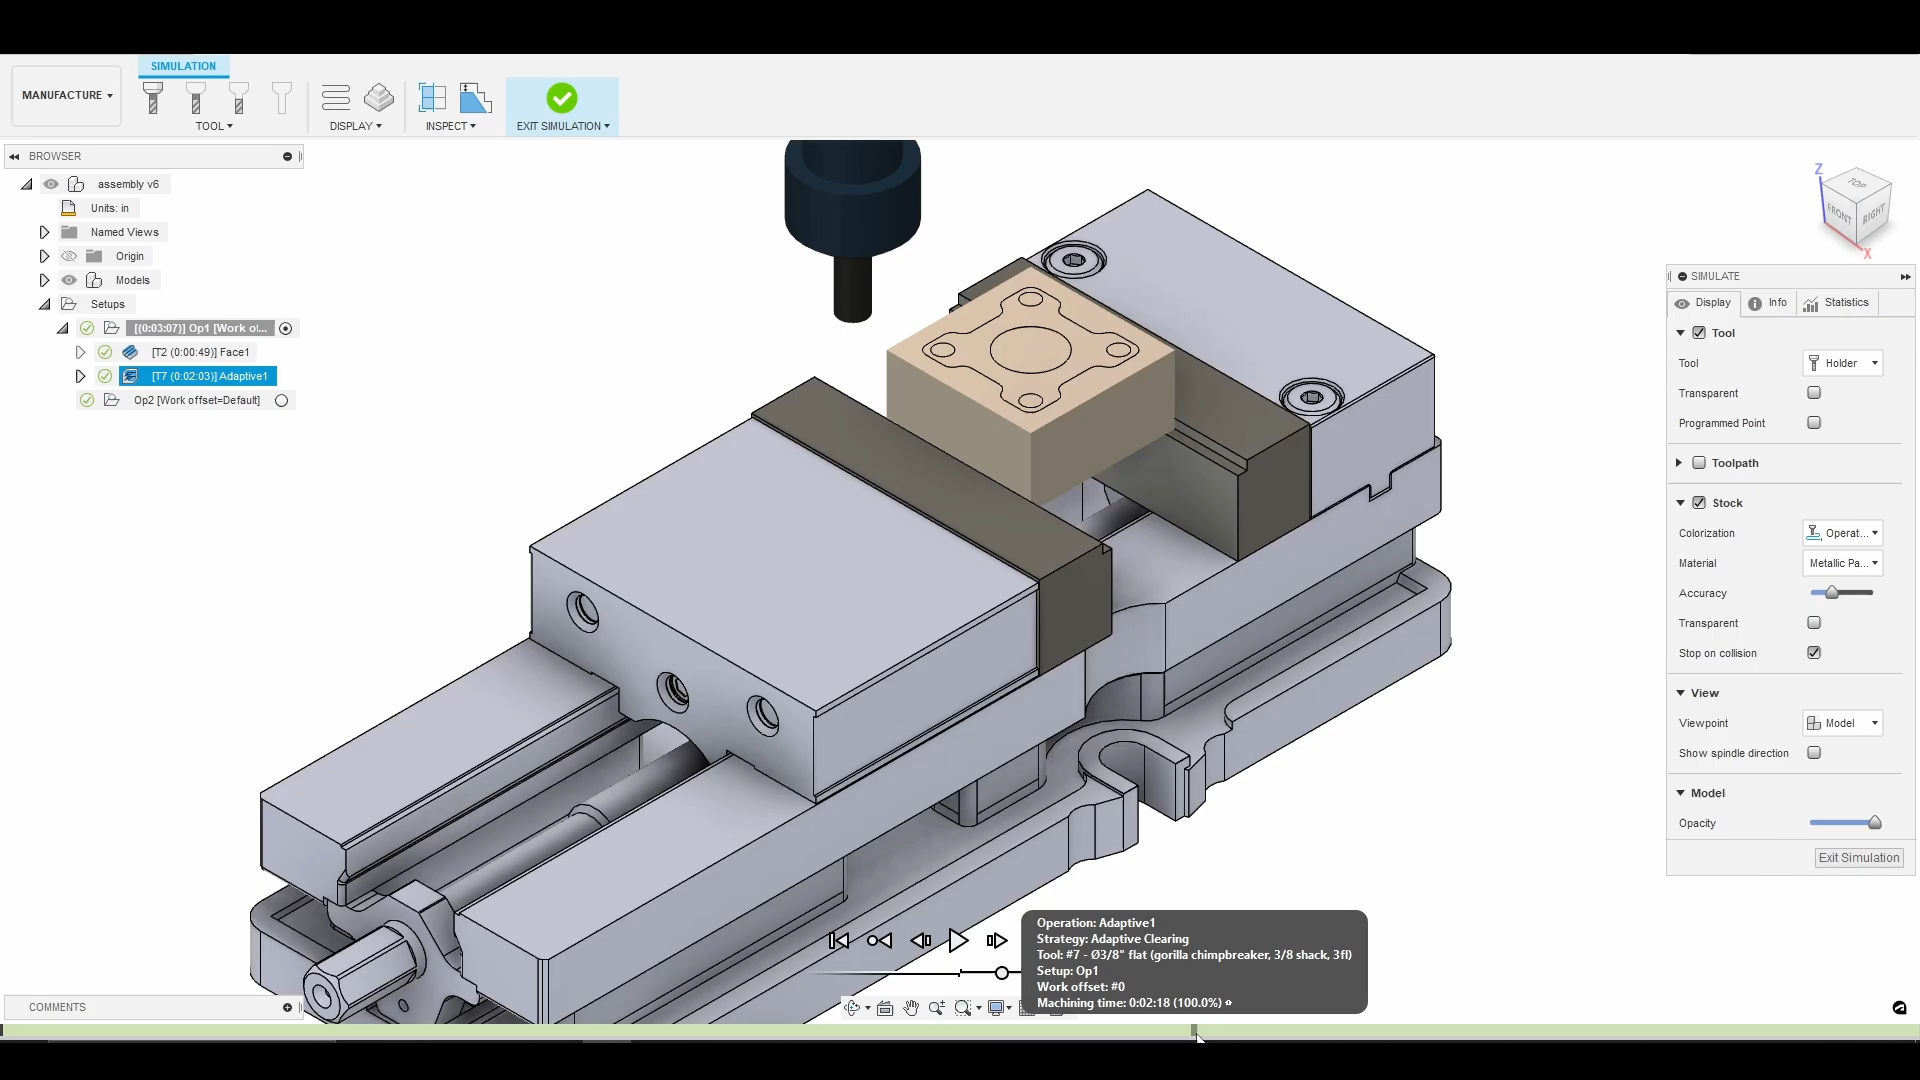 SIMULATION
MANUFACTURE
TOOL
DISPLAY
INSPECT
EXIT SIMULATION
BROWSER
assembly v6
Units: in
Named Views
Origin
Models
Setups
[(0:03:07)] Op1 [Work o!...
[T2 (0:00:49)] Face1
[T7 (0:02:03)] Adaptive1
Op2 [Work offset=Default]
Z
TOP
FRONT
RIGHT
X
SIMULATE
Display
Info
Statistics
Tool
Tool
Holder
Transparent
Programmed Point
Toolpath
Stock
Colorization
Operat...
Material
Metallic Pa...
Accuracy
Transparent
Stop on collision
View
Viewpoint
Model
Show spindle direction
Model
Opacity
Exit Simulation
Operation: Adaptive1
Strategy: Adaptive Clearing
Tool: #7 - Ø3/8" flat (gorilla chimpbreaker, 3/8 shack, 3fl)
Setup: Op1
Work offset: #0
Machining time: 0:02:18 (100.0%)
COMMENTS